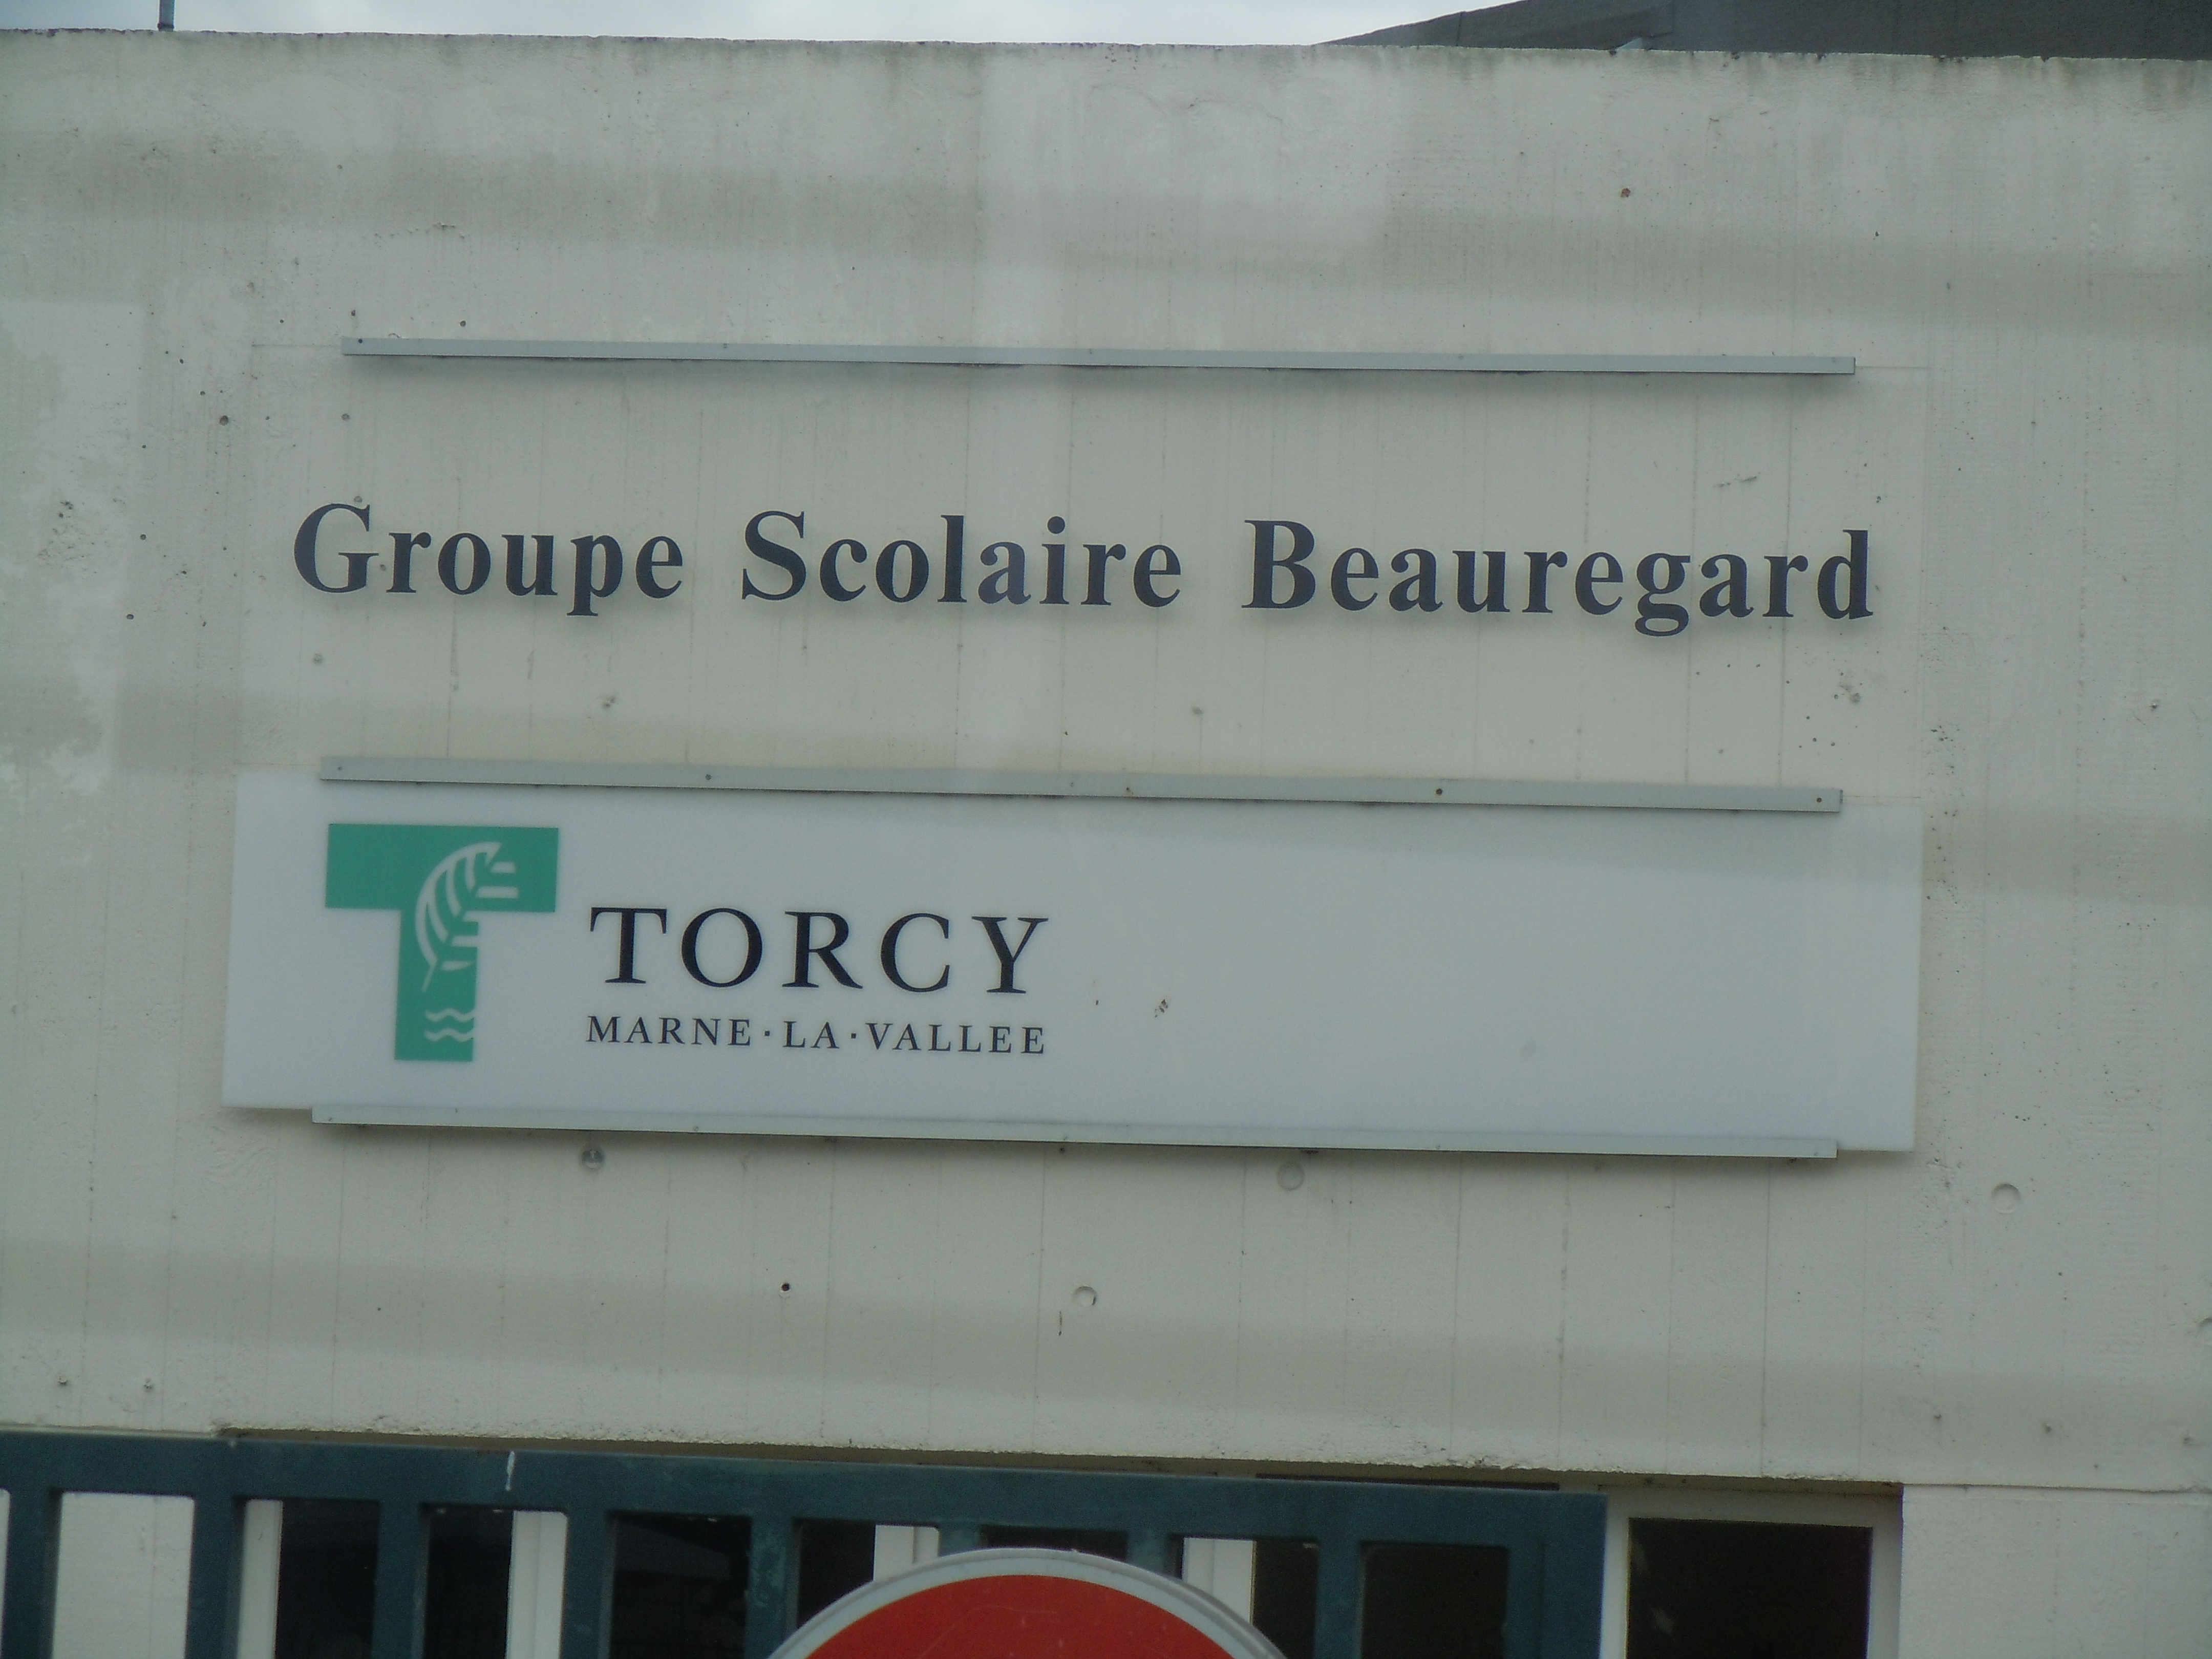 Groupe Scolaire Beauregard
TORCY
MARNE·LA·VALLEE